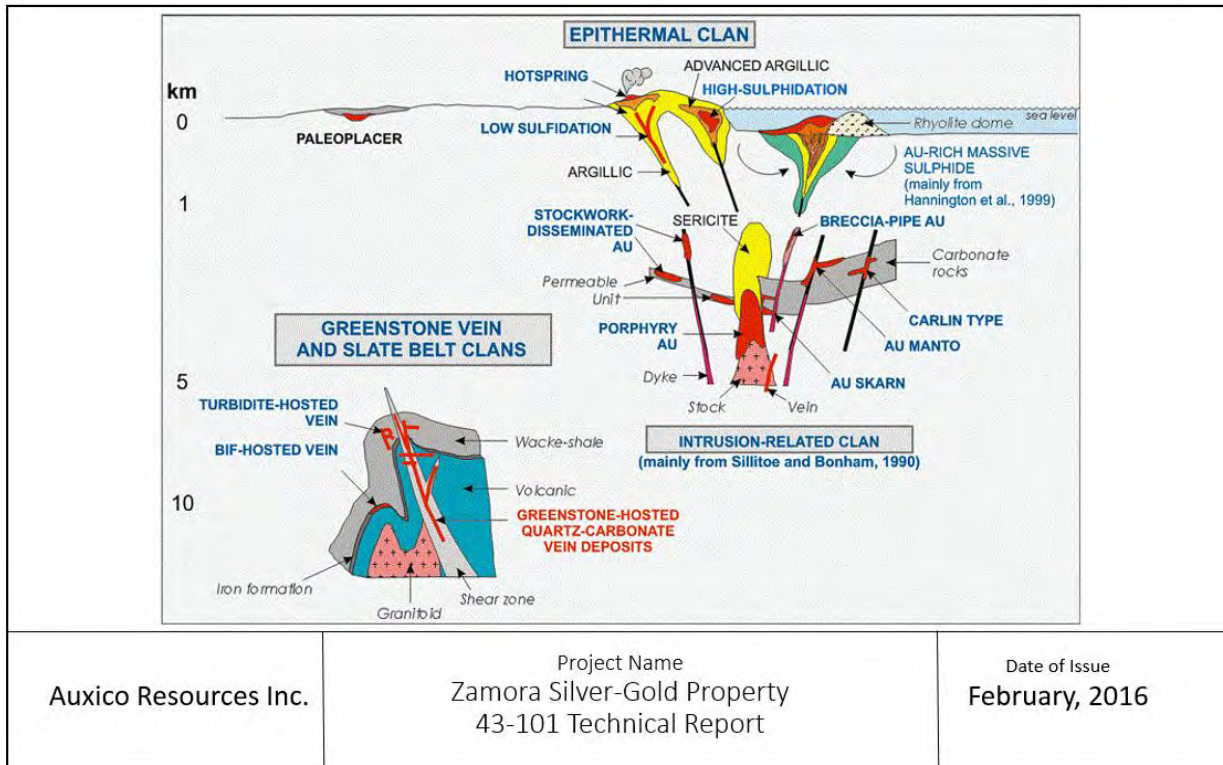 EPITHERMAL CLAN
km
0
1
5
10
PALEOPLACER
HOTSPRING
ADVANCED ARGILLIC
HIGH-SULPHIDATION
LOW SULFIDATION
ARGILLIC
Rhyolite dome
sea level
AU-RICH MASSIVE
SULPHIDE
(mainly from
Hannington et al., 1999)
STOCKWORK-
DISSEMINATED
AU
SERICITE
BRECCIA-PIPE AU
Permeable
Unit
Carbonate
rocks
PORPHYRY
AU
CARLIN TYPE
AU MANTO
AU SKARN
Dyke
Stock
Vein
INTRUSION-RELATED CLAN
(mainly from Sillitoe and Bonham, 1990)
GREENSTONE VEIN
AND SLATE BELT CLANS
TURBIDITE-HOSTED
VEIN
BIF-HOSTED VEIN
Wacke-shale
Volcanic
GREENSTONE-HOSTED
QUARTZ-CARBONATE
VEIN DEPOSITS
Iron formation
Granitoid
Shear zone
Auxico Resources Inc.
Project Name
Zamora Silver-Gold Property
43-101 Technical Report
Date of Issue
February, 2016